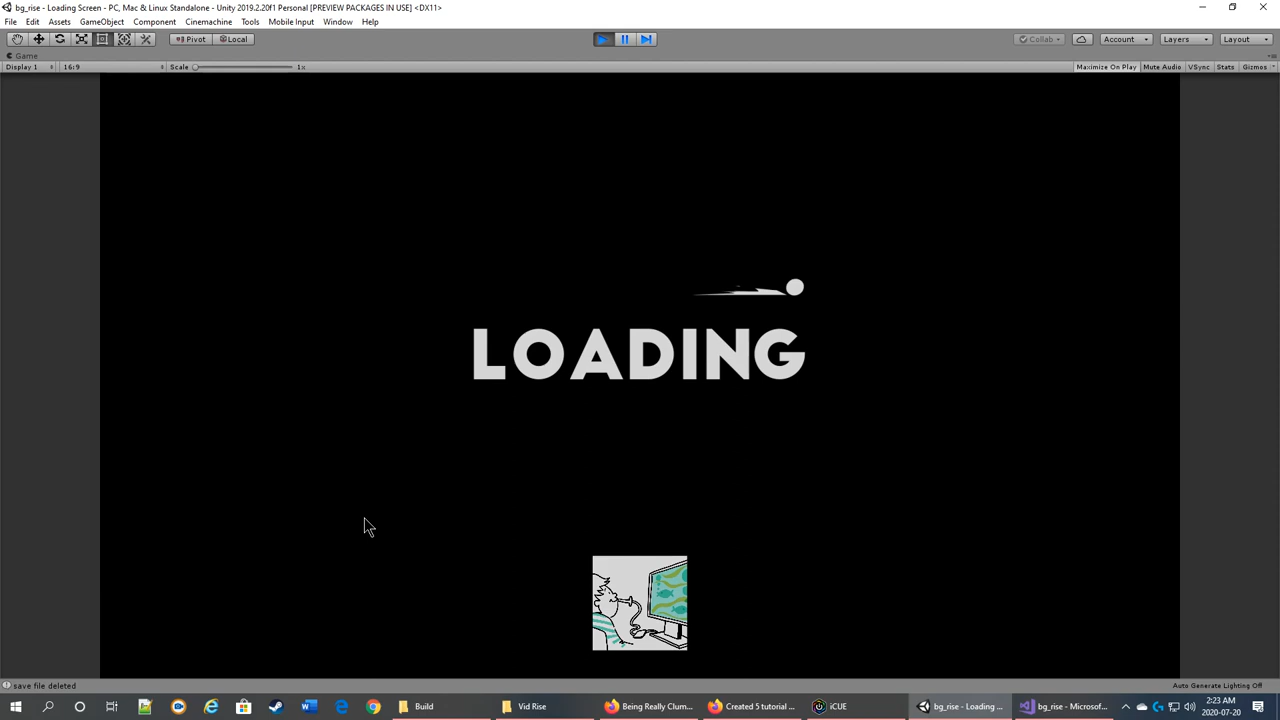 bg_rise - Loading Screen - PC, Mac & Linux Standalone - Unity 2019.2.20f1 Personal [PREVIEW PACKAGES IN USE] <DX11>
File Edit Assets GameObject Component Cinemachine Tools Mobile Input Window Help
Pivot Local Collab Account Layers Layout
Game
Display 1 16:9 Scale 1x Maximize On Play Mute Audio VSync Stats Gizmos
LOADING
save file deleted Auto Generate Lighting Off
Build Vid Rise Being Really Clum... Created 5 tutorial ... iCUE bg_rise - Loading ... bg_rise - Microsof... 2:23 AM
2020-07-20